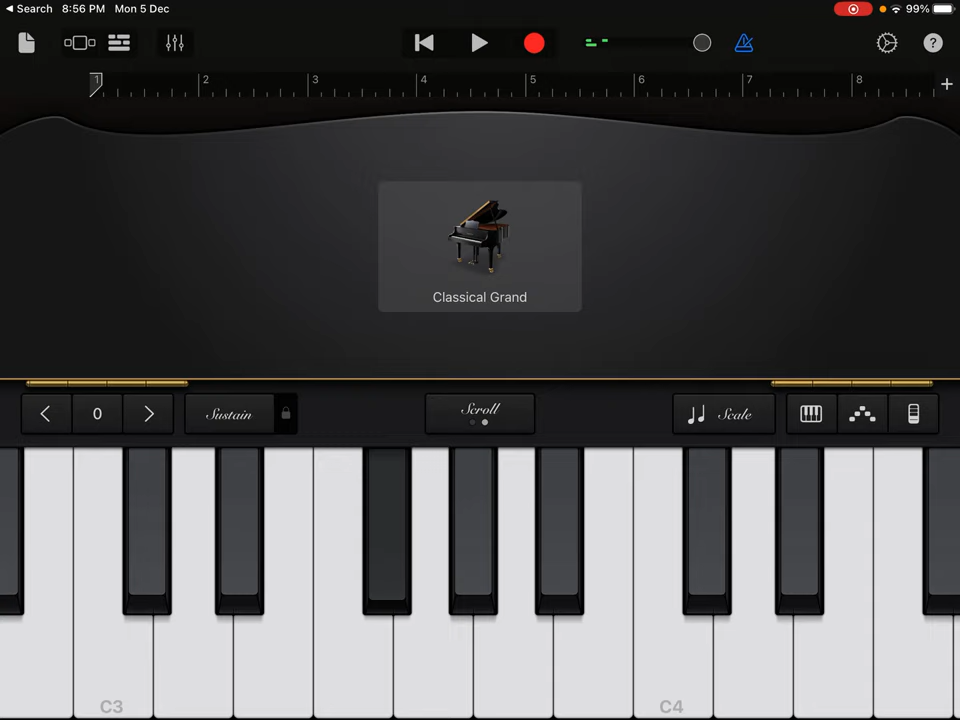 Search 8:56 PM Mon 5 Dec 99%
?
1 2 3 4 5 6 7 8 +
Classical Grand
0 Sustain Scroll Scale
C3 C4